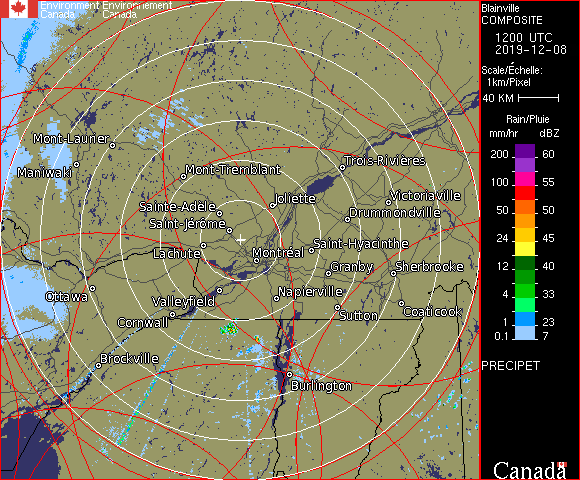 Environment Environnement
Canada Canada
Blainville
COMPOSITE
1200 UTC
2019-12-08
Scale/Échelle:
1km/Pixel
40 KM
Rain/Pluie
mm/hr dBZ
200 60
100 55
50 50
24 45
12 40
4 33
1 23
0.1 7
PRECIPET
Mont-Laurier
Maniwaki
Mont-Tremblant
Trois-Rivières
Joliette
Victoriaville
Sainte-Adèle
Drummondville
Saint-Jérôme
Lachute
Montréal
Saint-Hyacinthe
Granby
Sherbrooke
Ottawa
Valleyfield
Napierville
Cornwall
Sutton
Coaticook
Brockville
Burlington
Canada